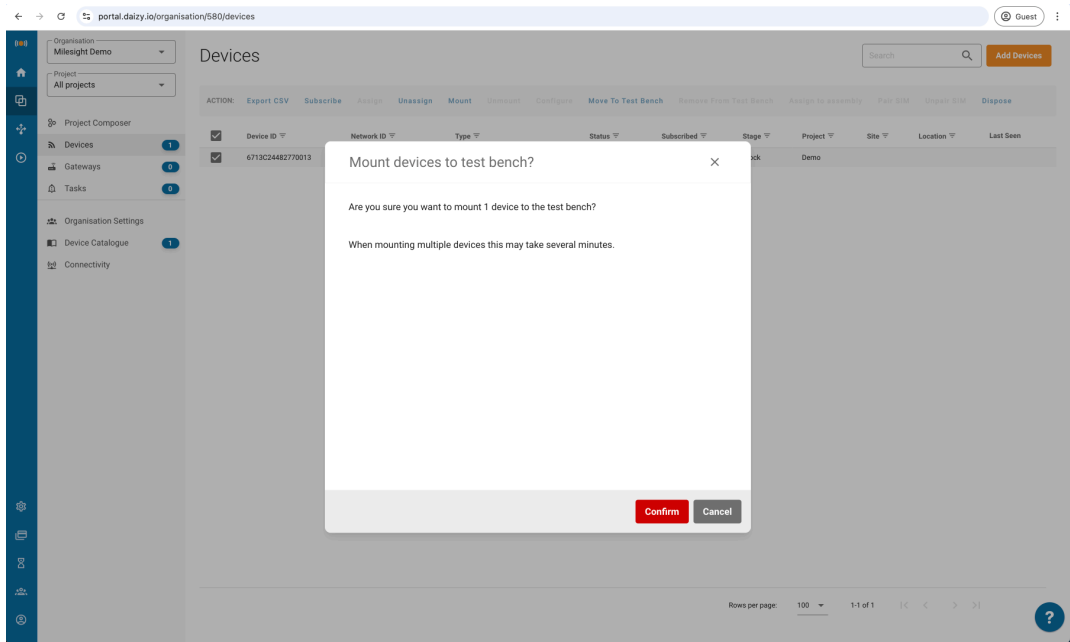 portal.daizy.io/organisation/580/devices
Guest
Organisation
Milesight Demo
Project
All projects
Project Composer
Devices 1
Gateways 0
Tasks 0
Organisation Settings
Device Catalogue 1
Connectivity
Devices
Search
Add Devices
ACTION: Export CSV Subscribe Assign Unassign Mount Unmount Configure Move To Test Bench Remove From Test Bench Assign to assembly Pair SIM Unpair SIM Dispose
Device ID Network ID Type Status Subscribed Stage Project Site Location Last Seen
6713C24482770013 ock Demo
Mount devices to test bench?
Are you sure you want to mount 1 device to the test bench?
When mounting multiple devices this may take several minutes.
Confirm Cancel
Rows per page: 100 1-1 of 1
?